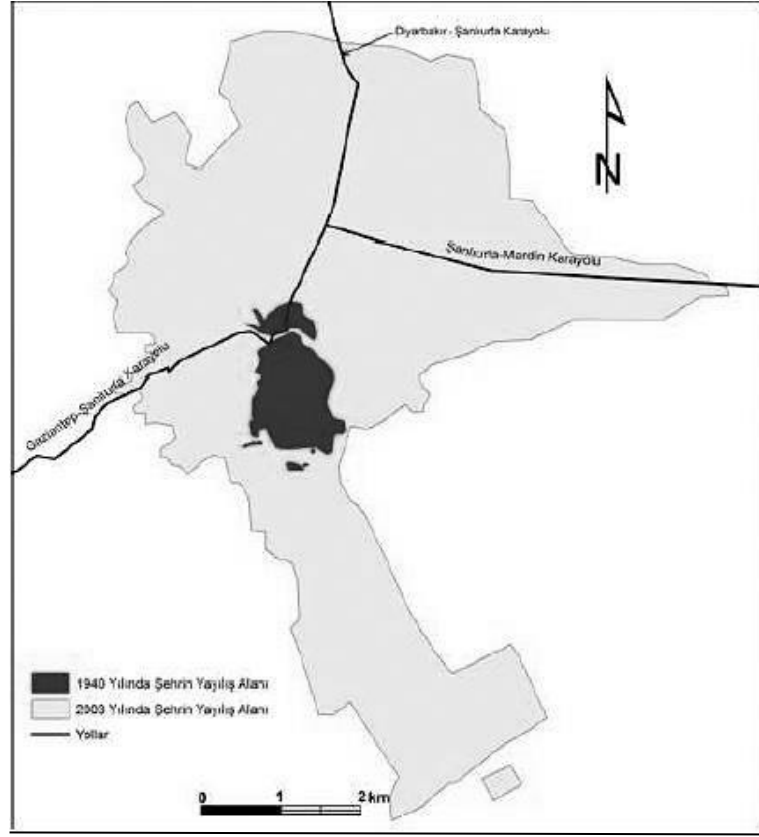 Diyarbakır - Şanlıurfa Karayolu
N
Şanlıurfa-Mardin Karayolu
Gaziantep-Şanlıurfa Karayolu
1940 Yılında Şehrin Yayılış Alanı
2003 Yılında Şehrin Yayılış Alanı
Yollar
0 1 2 km